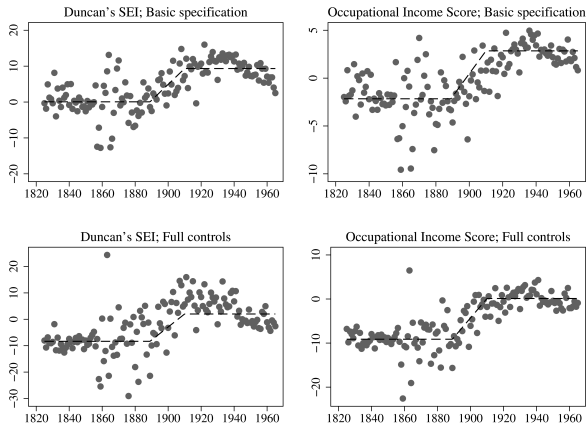 Duncan's SEI; Basic specification
20
10
0
−10
−20
1820 1840 1860 1880 1900 1920 1940 1960
Occupational Income Score; Basic specification
5
0
−5
−10
1820 1840 1860 1880 1900 1920 1940 1960
Duncan's SEI; Full controls
20
10
0
−10
−20
−30
1820 1840 1860 1880 1900 1920 1940 1960
Occupational Income Score; Full controls
10
0
−10
−20
1820 1840 1860 1880 1900 1920 1940 1960